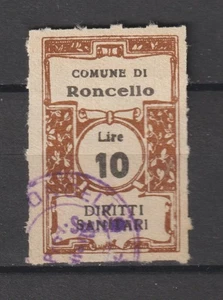 COMUNE DI
Roncello
Lire
10
DIRITTI
SANITARI